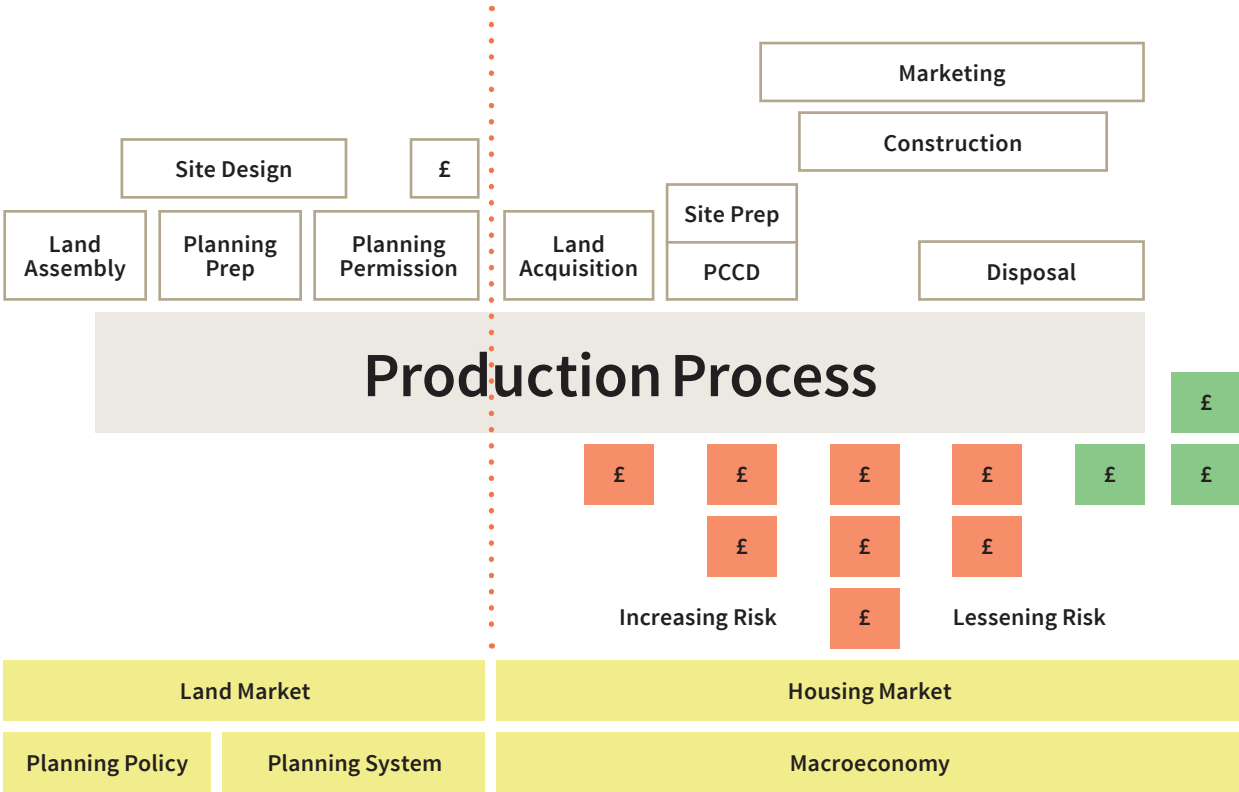 Marketing
Construction
Site Design
£
Site Prep
Land
Assembly
Planning
Prep
Planning
Permission
Land
Acquisition
PCCD
Disposal
Production Process
£
£
£
£
£
£
£
£
£
£
Increasing Risk
£
Lessening Risk
Land Market
Housing Market
Planning Policy
Planning System
Macroeconomy